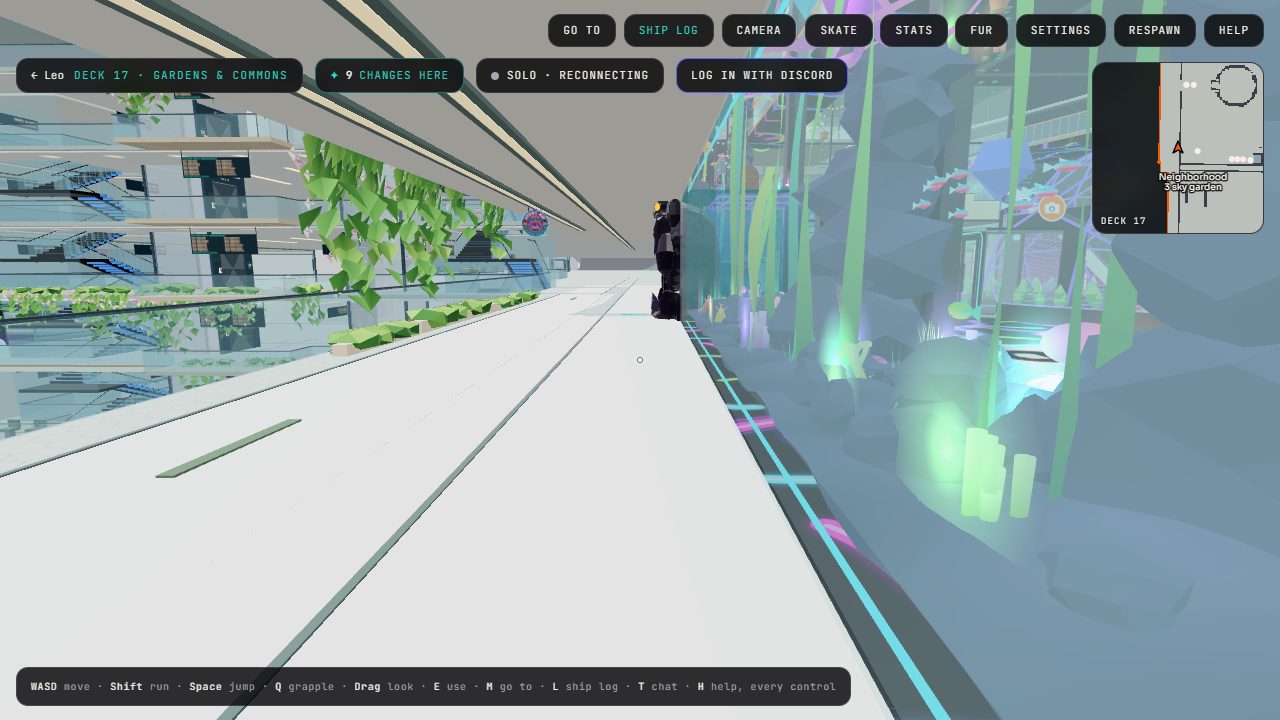 GO TO
SHIP LOG
CAMERA
SKATE
STATS
FUR
SETTINGS
RESPAWN
HELP
← Leo DECK 17 · GARDENS & COMMONS
✦ 9 CHANGES HERE
SOLO · RECONNECTING
LOG IN WITH DISCORD
Neighborhood
3 sky garden
DECK 17
WASD move · Shift run · Space jump · Q grapple · Drag look · E use · M go to · L ship log · T chat · H help, every control